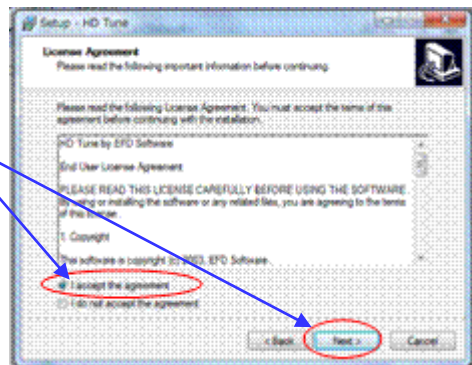 Setup - HD Tune
License Agreement
Please read the following important information before continuing.
Please read the following License Agreement. You must accept the terms of this
agreement before continuing with the installation.
HD Tune by EFD Software
End User License Agreement
PLEASE READ THIS LICENSE CAREFULLY BEFORE USING THE SOFTWARE.
By using or installing the software or any related files, you are agreeing to the terms
of this license.
1. Copyright
This software is copyright (c) 2003, EFD Software.
I accept the agreement
I do not accept the agreement
< Back
Next >
Cancel